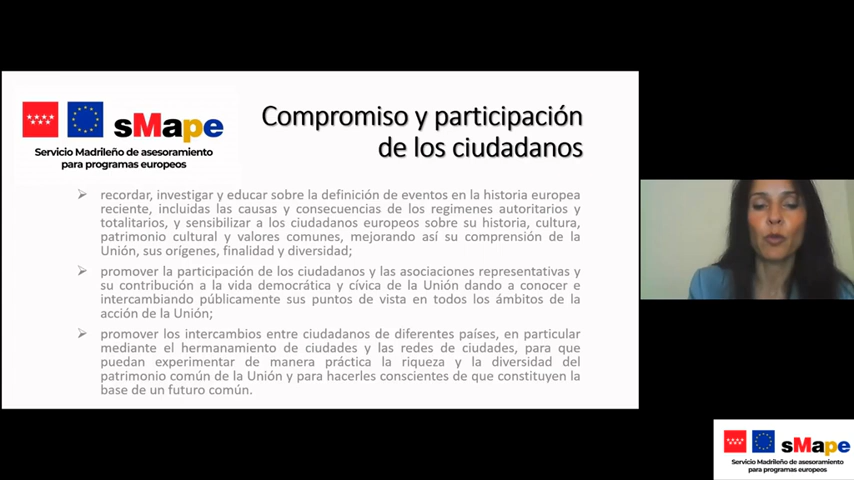 sMape
Servicio Madrileño de asesoramiento
para programas europeos
Compromiso y participación
de los ciudadanos
recordar, investigar y educar sobre la definición de eventos en la historia europea
reciente, incluidas las causas y consecuencias de los regimenes autoritarios y
totalitarios, y sensibilizar a los ciudadanos europeos sobre su historia, cultura,
patrimonio cultural y valores comunes, mejorando así su comprensión de la
Unión, sus orígenes, finalidad y diversidad;
promover la participación de los ciudadanos y las asociaciones representativas y
su contribución a la vida democrática y cívica de la Unión dando a conocer e
intercambiando públicamente sus puntos de vista en todos los ámbitos de la
acción de la Unión;
promover los intercambios entre ciudadanos de diferentes países, en particular
mediante el hermanamiento de ciudades y las redes de ciudades, para que
puedan experimentar de manera práctica la riqueza y la diversidad del
patrimonio común de la Unión y para hacerles conscientes de que constituyen la
base de un futuro común.
sMape
Servicio Madrileño de asesoramiento
para programas europeos